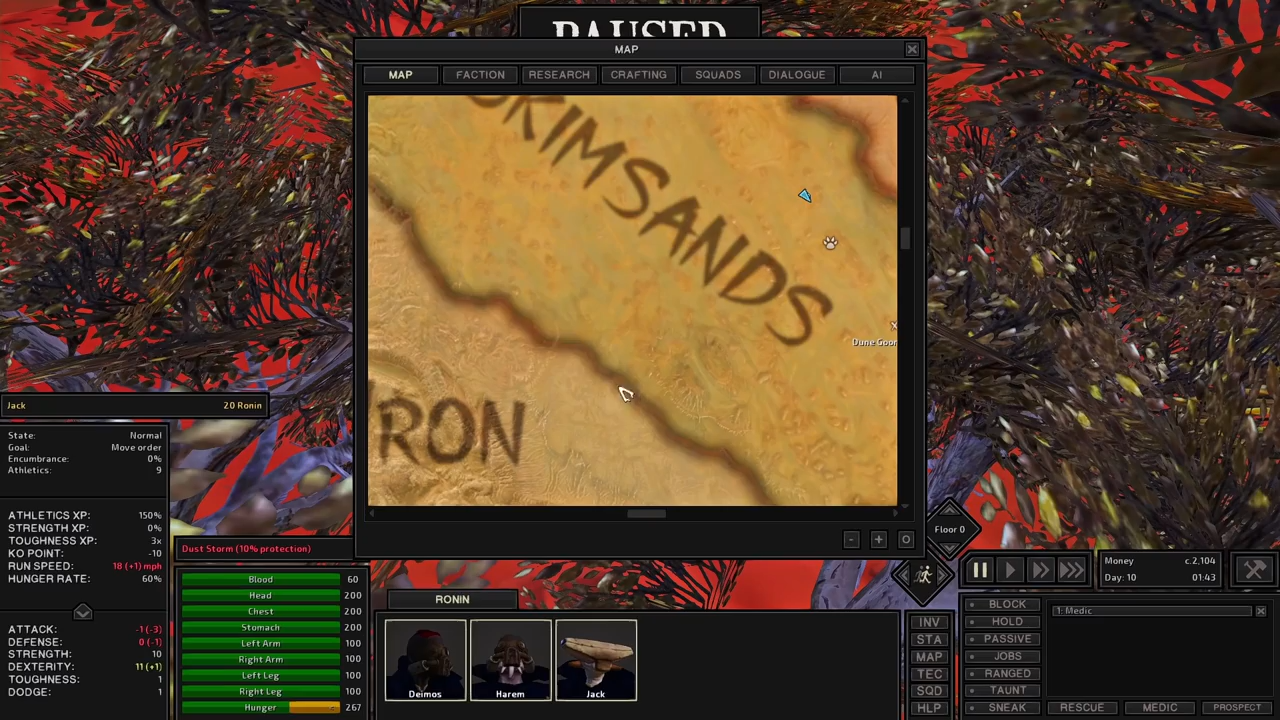 PAUSED
MAP
MAP FACTION RESEARCH CRAFTING SQUADS DIALOGUE AI
SKIMSANDS
Dune Goon
RON
- + O
Jack 20 Ronin
State: Normal
Goal: Move order
Encumbrance: 0%
Athletics: 9
ATHLETICS XP: 150%
STRENGTH XP: 0%
TOUGHNESS XP: 3x
KO POINT: -10
RUN SPEED: 18 (+1) mph
HUNGER RATE: 60%
ATTACK: -1 (-3)
DEFENSE: 0 (-1)
STRENGTH: 10
DEXTERITY: 11 (+1)
TOUGHNESS: 1
DODGE: 1
Dust Storm (10% protection)
Blood 60
Head 200
Chest 200
Stomach 200
Left Arm 100
Right Arm 100
Left Leg 100
Right Leg 100
Hunger 267
RONIN
Deimos Harem Jack
INV
STA
MAP
TEC
SQD
HLP
Floor 0
Money c.2,104
Day: 10 01:43
BLOCK
HOLD
PASSIVE
JOBS
RANGED
TAUNT
SNEAK
1: Medic
RESCUE MEDIC PROSPECT